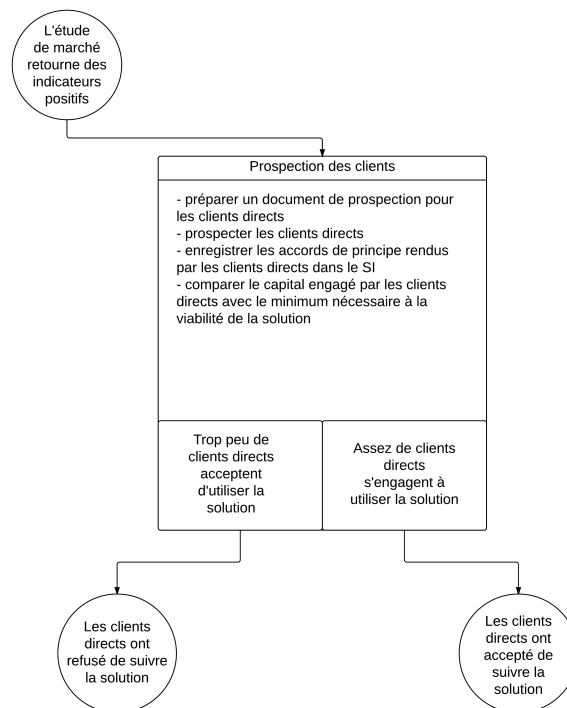 L'étude
de marché
retourne des
indicateurs
positifs
Prospection des clients
- préparer un document de prospection pour
les clients directs
- prospecter les clients directs
- enregistrer les accords de principe rendus
par les clients directs dans le SI
- comparer le capital engagé par les clients
directs avec le minimum nécessaire à la
viabilité de la solution
Trop peu de
clients directs
acceptent
d'utiliser la
solution
Assez de clients
directs
s'engagent à
utiliser la solution
Les clients
directs ont
refusé de suivre
la solution
Les clients
directs ont
accepté de
suivre la
solution